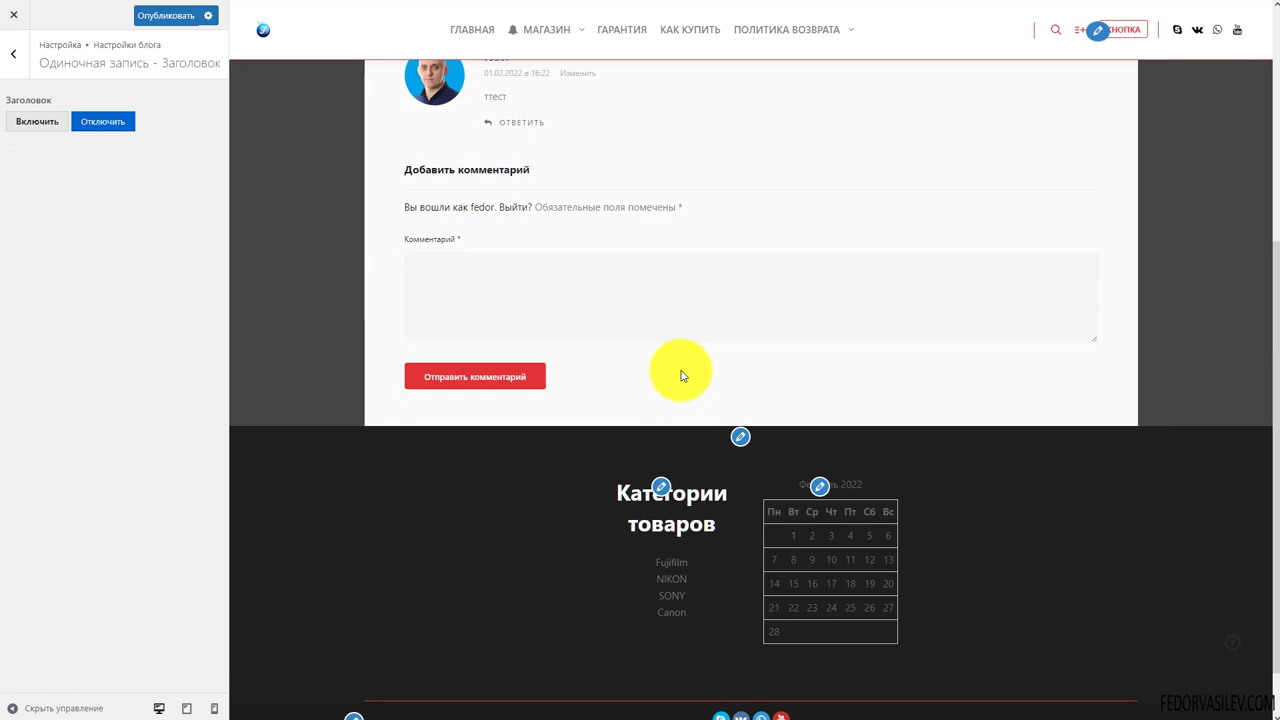 Опубликовать
Настройка ▸ Настройки блога
Одиночная запись - Заголовок
Заголовок
Включить
Отключить
Скрыть управление
ГЛАВНАЯ
МАГАЗИН
ГАРАНТИЯ
КАК КУПИТЬ
ПОЛИТИКА ВОЗВРАТА
КНОПКА
01.02.2022 в 16:22
Изменить
ттест
ОТВЕТИТЬ
Добавить комментарий
Вы вошли как fedor. Выйти? Обязательные поля помечены *
Комментарий *
Отправить комментарий
Категории
товаров
Fujifilm
NIKON
SONY
Canon
Февраль 2022
Пн Вт Ср Чт Пт Сб Вс
1 2 3 4 5 6
7 8 9 10 11 12 13
14 15 16 17 18 19 20
21 22 23 24 25 26 27
28
FEDORVASILEV.COM